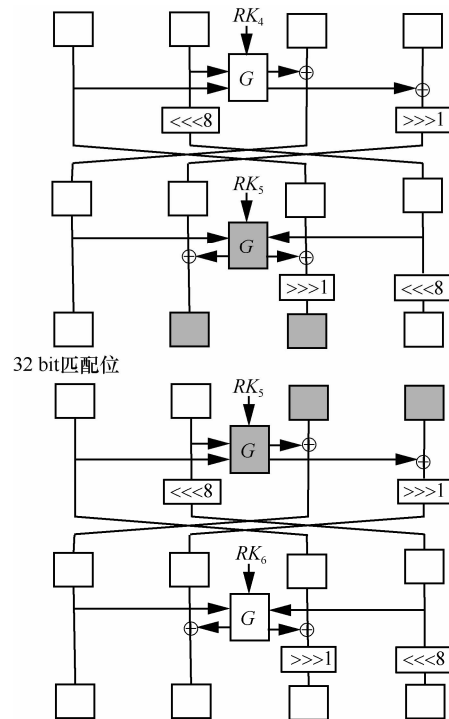 RK₄
G
<<<8
>>>1
RK₅
G
>>>1
<<<8
32 bit匹配位
RK₅
G
<<<8
>>>1
RK₆
G
>>>1
<<<8